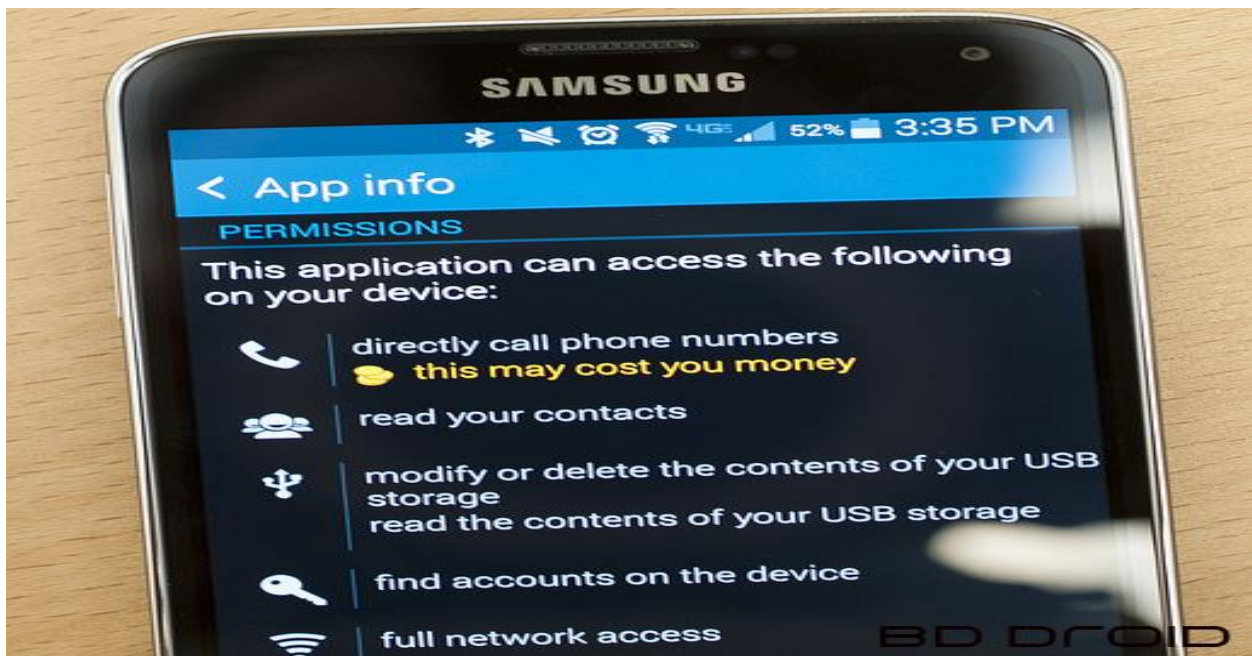 SAMSUNG
4G 52% 3:35 PM
< App info
PERMISSIONS
This application can access the following
on your device:
directly call phone numbers
this may cost you money
read your contacts
modify or delete the contents of your USB
storage
read the contents of your USB storage
find accounts on the device
full network access
BD DrOID